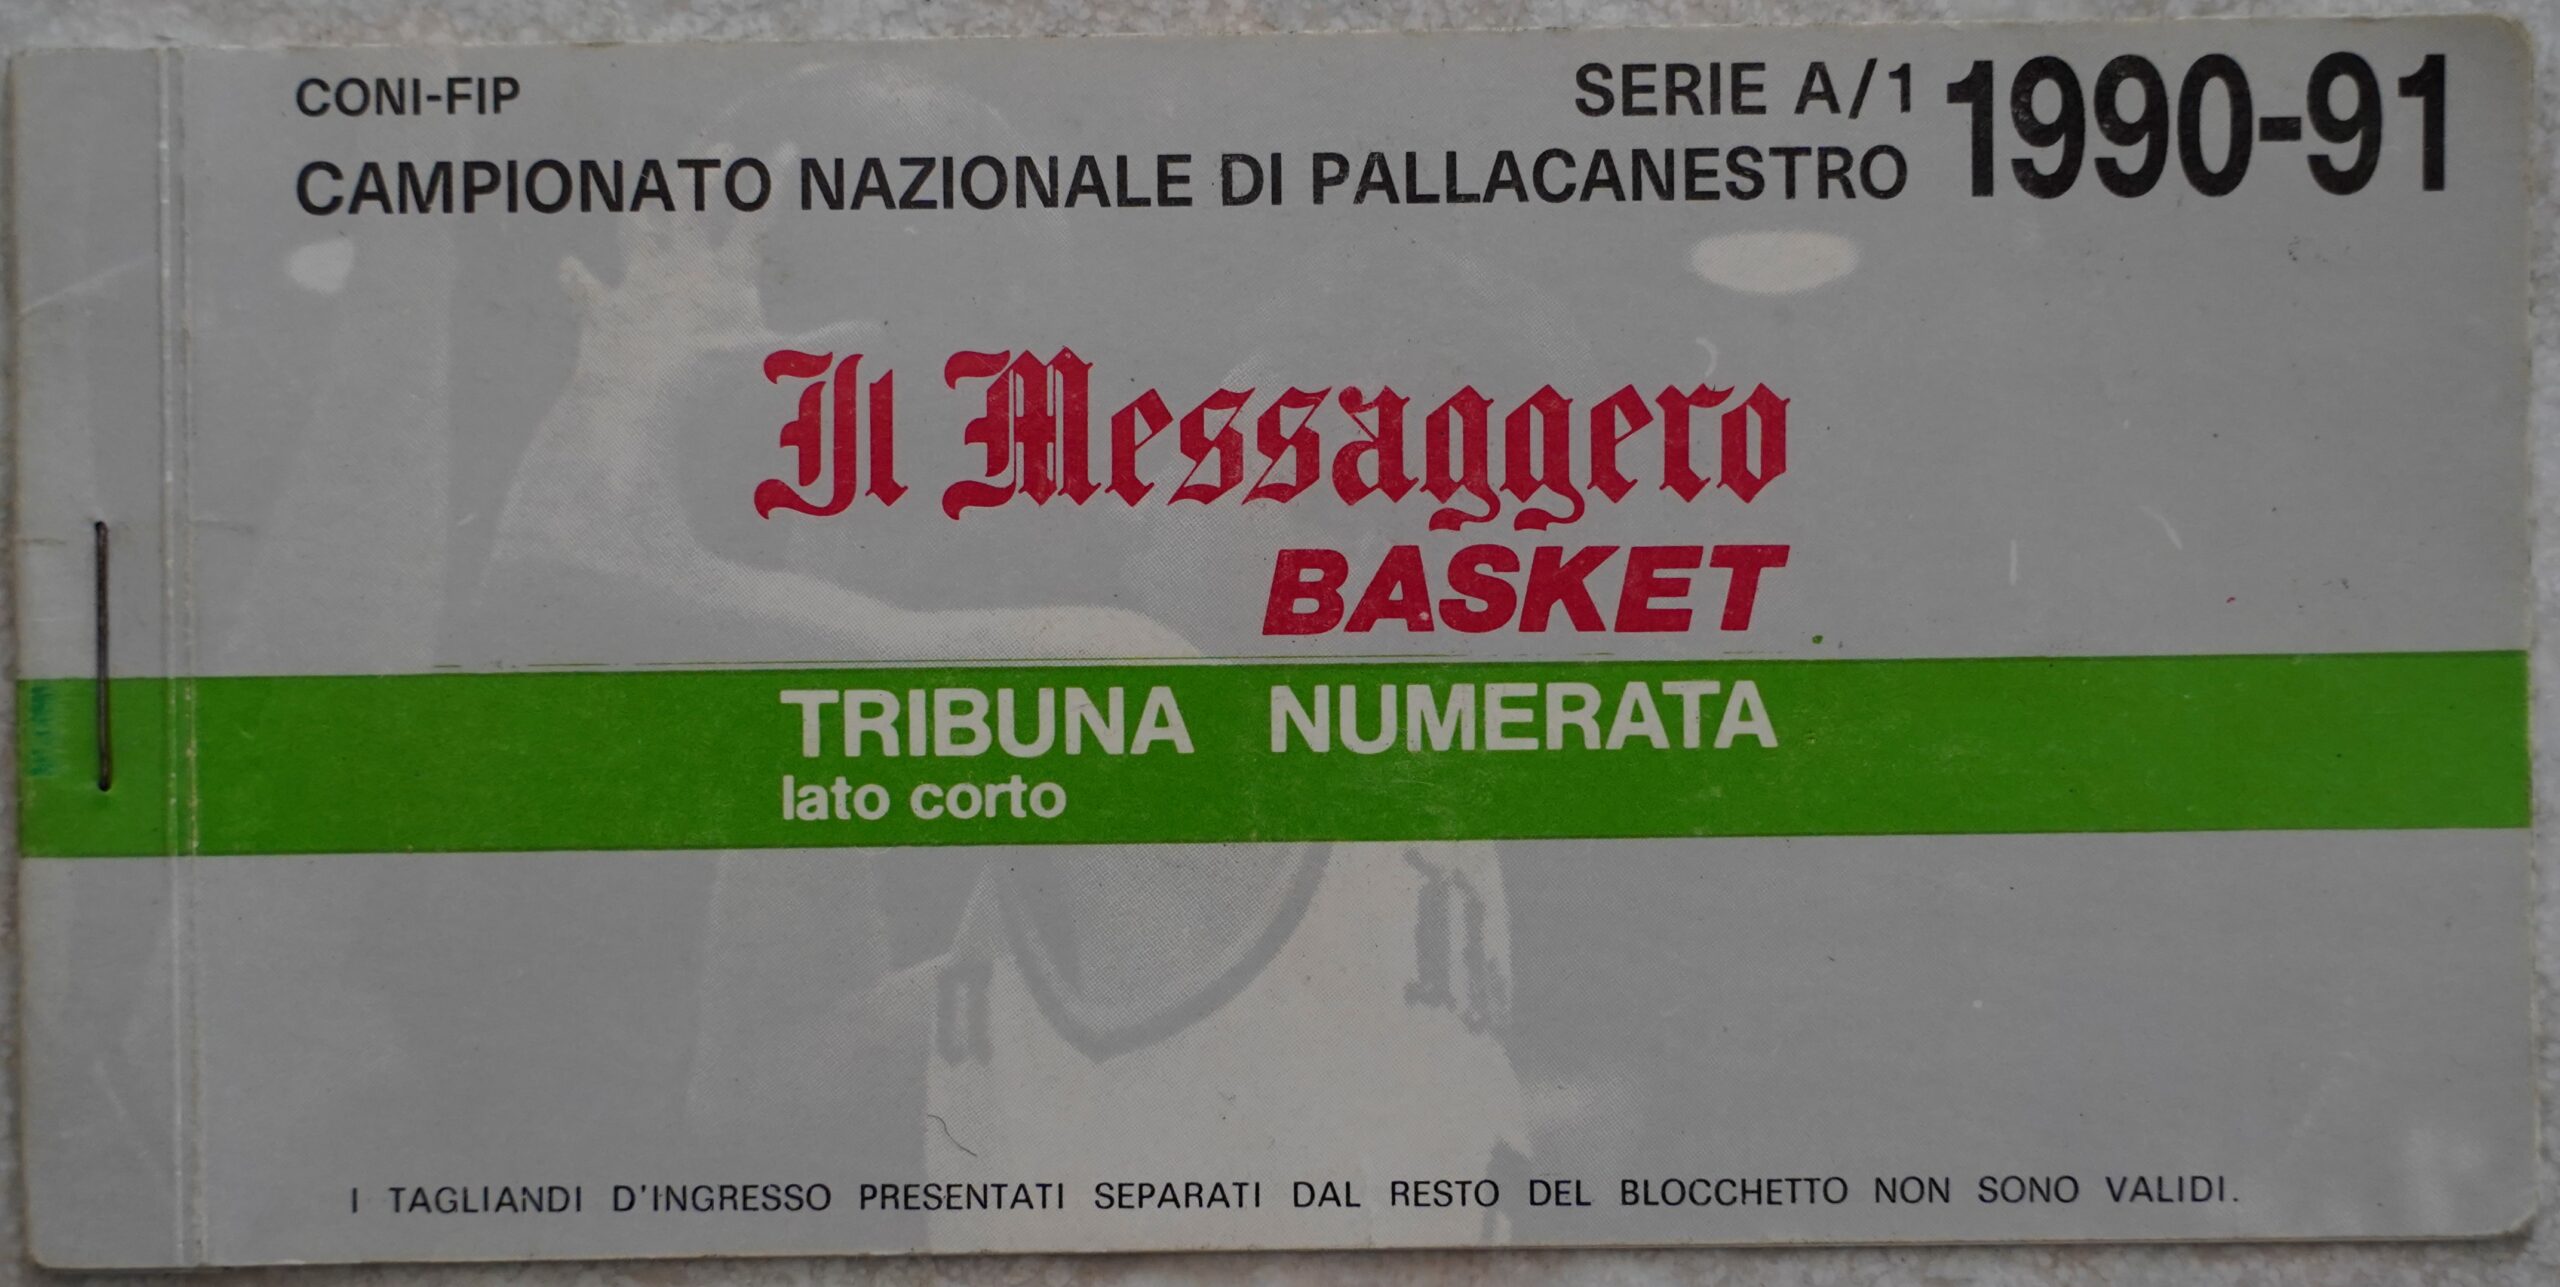 CONI-FIP
SERIE A/1 1990-91
CAMPIONATO NAZIONALE DI PALLACANESTRO
Il Messaggero
BASKET
TRIBUNA NUMERATA
lato corto
I TAGLIANDI D'INGRESSO PRESENTATI SEPARATI DAL RESTO DEL BLOCCHETTO NON SONO VALIDI.